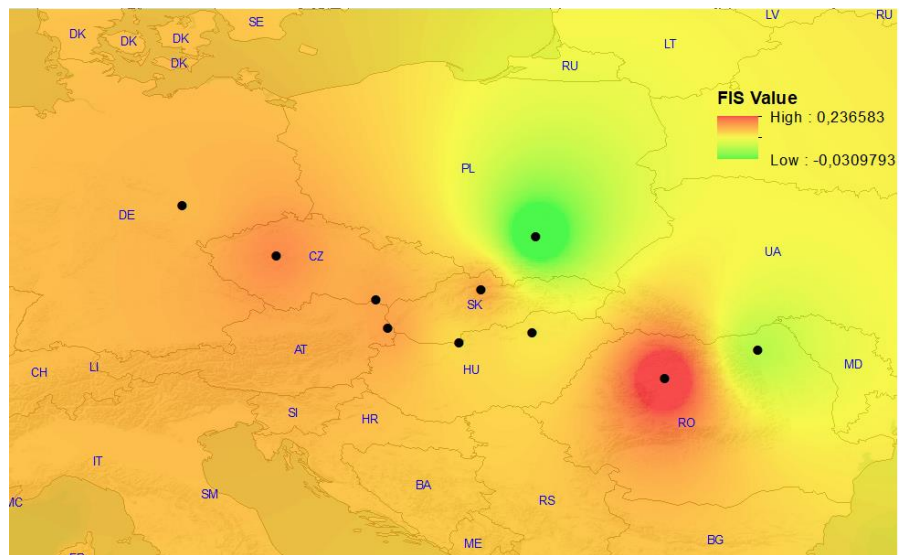 SE
LV
RU
DK
DK
DK
LT
DK
RU
FIS Value
High : 0,236583
Low : -0,0309793
PL
DE
UA
CZ
SK
AT
MD
LI
CH
HU
SI
HR
RO
IT
BA
SM
RS
MC
ME
BG